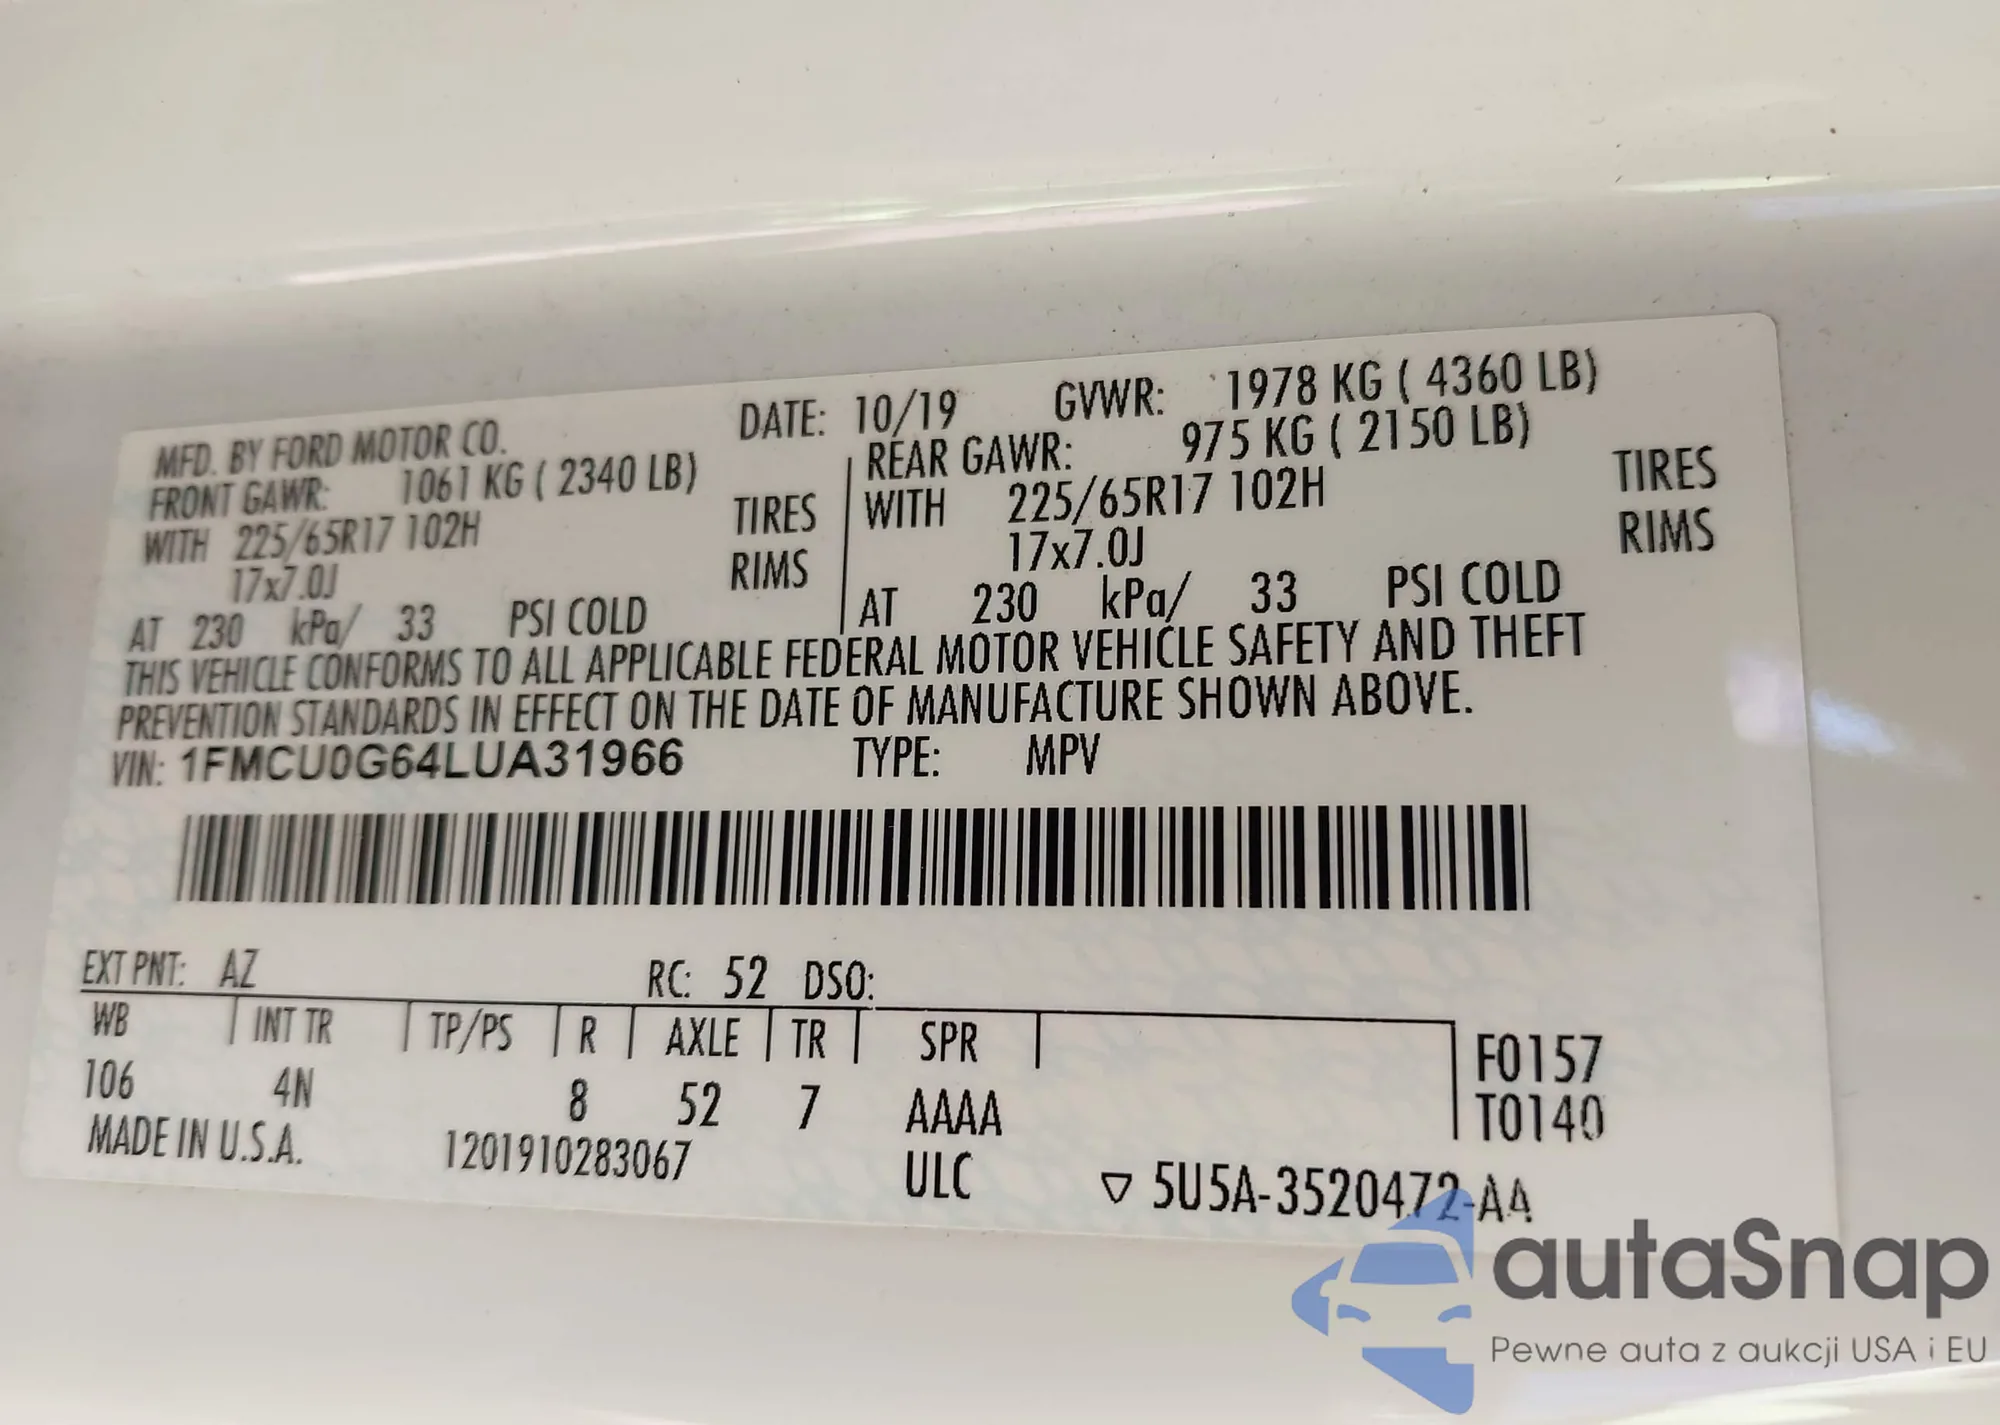 MFD. BY FORD MOTOR CO. DATE: 10/19 GVWR: 1978 KG ( 4360 LB)
FRONT GAWR: 1061 KG ( 2340 LB) REAR GAWR: 975 KG ( 2150 LB)
WITH 225/65R17 102H TIRES WITH 225/65R17 102H TIRES
17x7.0J RIMS 17x7.0J RIMS
AT 230 kPa/ 33 PSI COLD AT 230 kPa/ 33 PSI COLD
THIS VEHICLE CONFORMS TO ALL APPLICABLE FEDERAL MOTOR VEHICLE SAFETY AND THEFT
PREVENTION STANDARDS IN EFFECT ON THE DATE OF MANUFACTURE SHOWN ABOVE.
VIN: 1FMCU0G64LUA31966 TYPE: MPV
EXT PNT: AZ RC: 52 DSO:
WB INT TR TP/PS R AXLE TR SPR F0157
106 4N 8 52 7 AAAA T0140
MADE IN U.S.A. 1201910283067 ULC ▽ 5U5A-3520472-AA
autaSnap
Pewne auta z aukcji USA i EU